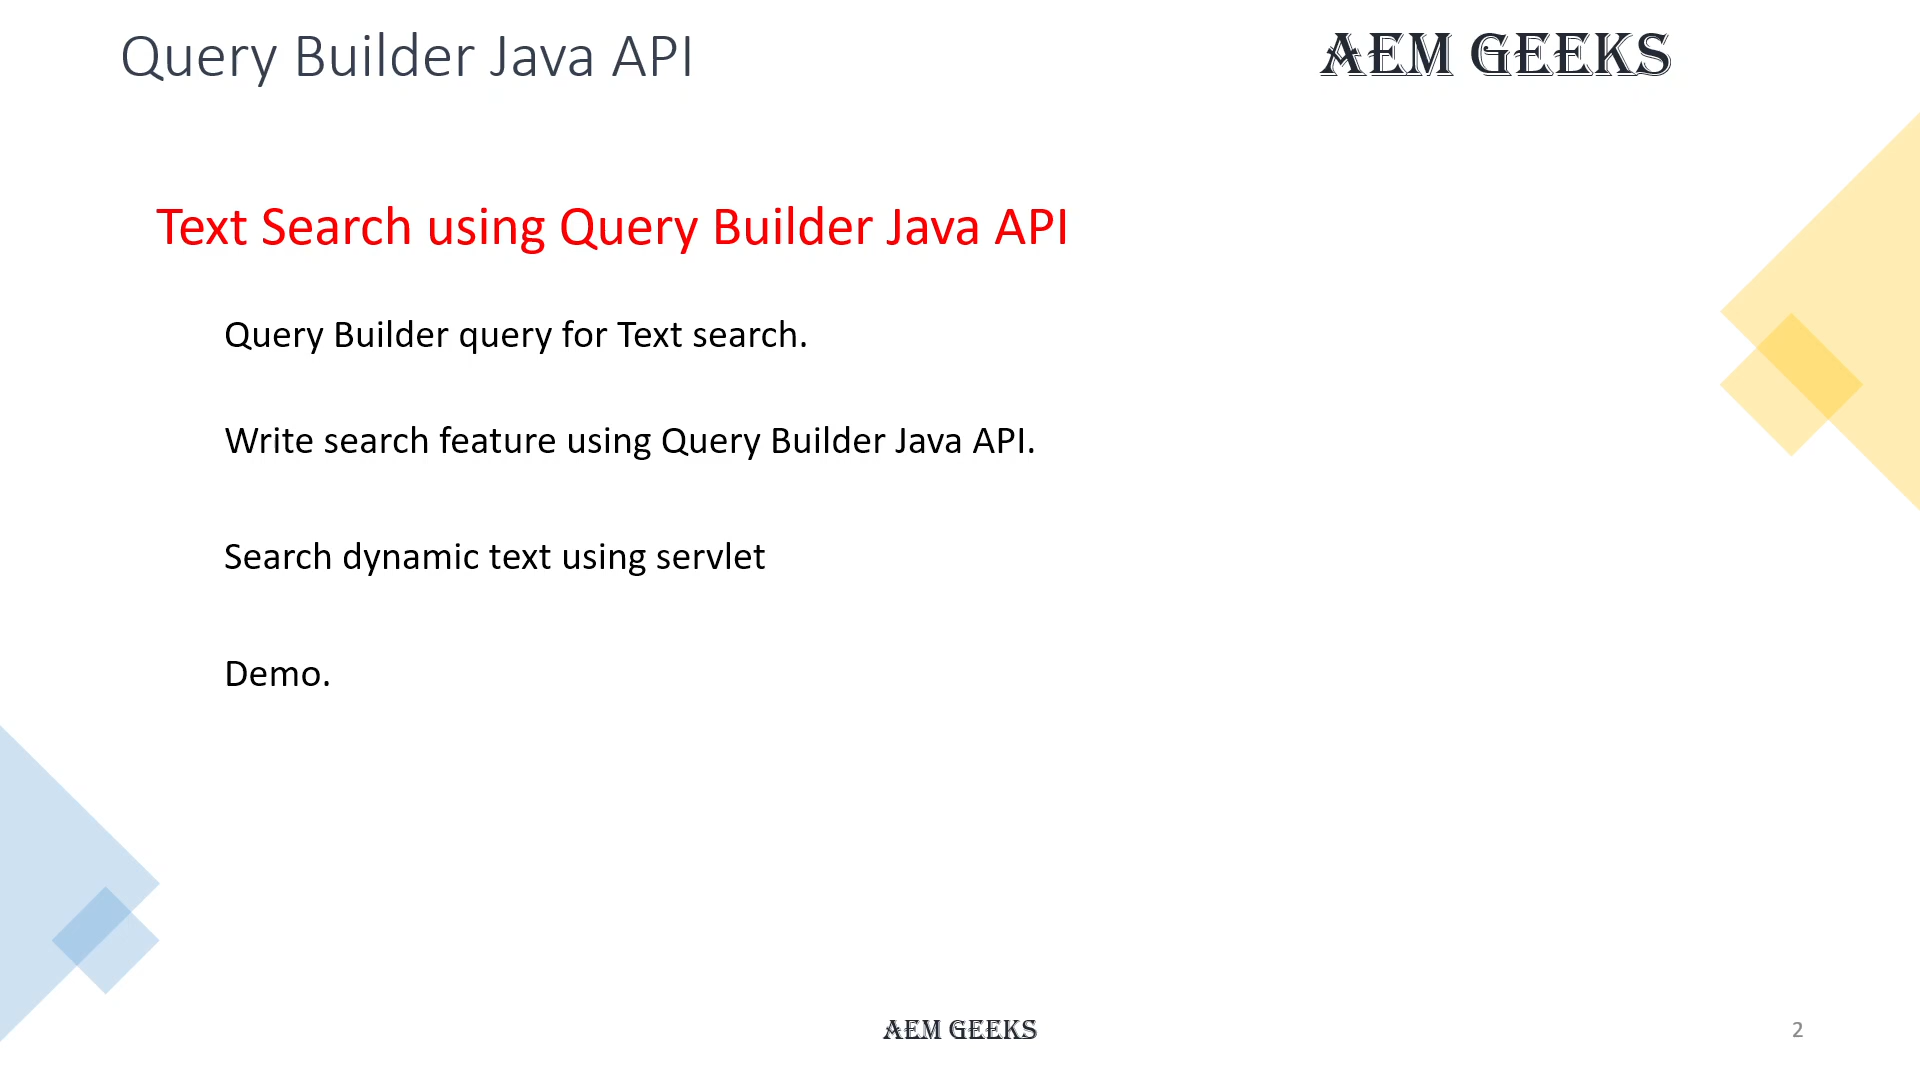 Query Builder Java API
AEM GEEKS
Text Search using Query Builder Java API
Query Builder query for Text search.
Write search feature using Query Builder Java API.
Search dynamic text using servlet
Demo.
AEM GEEKS
2